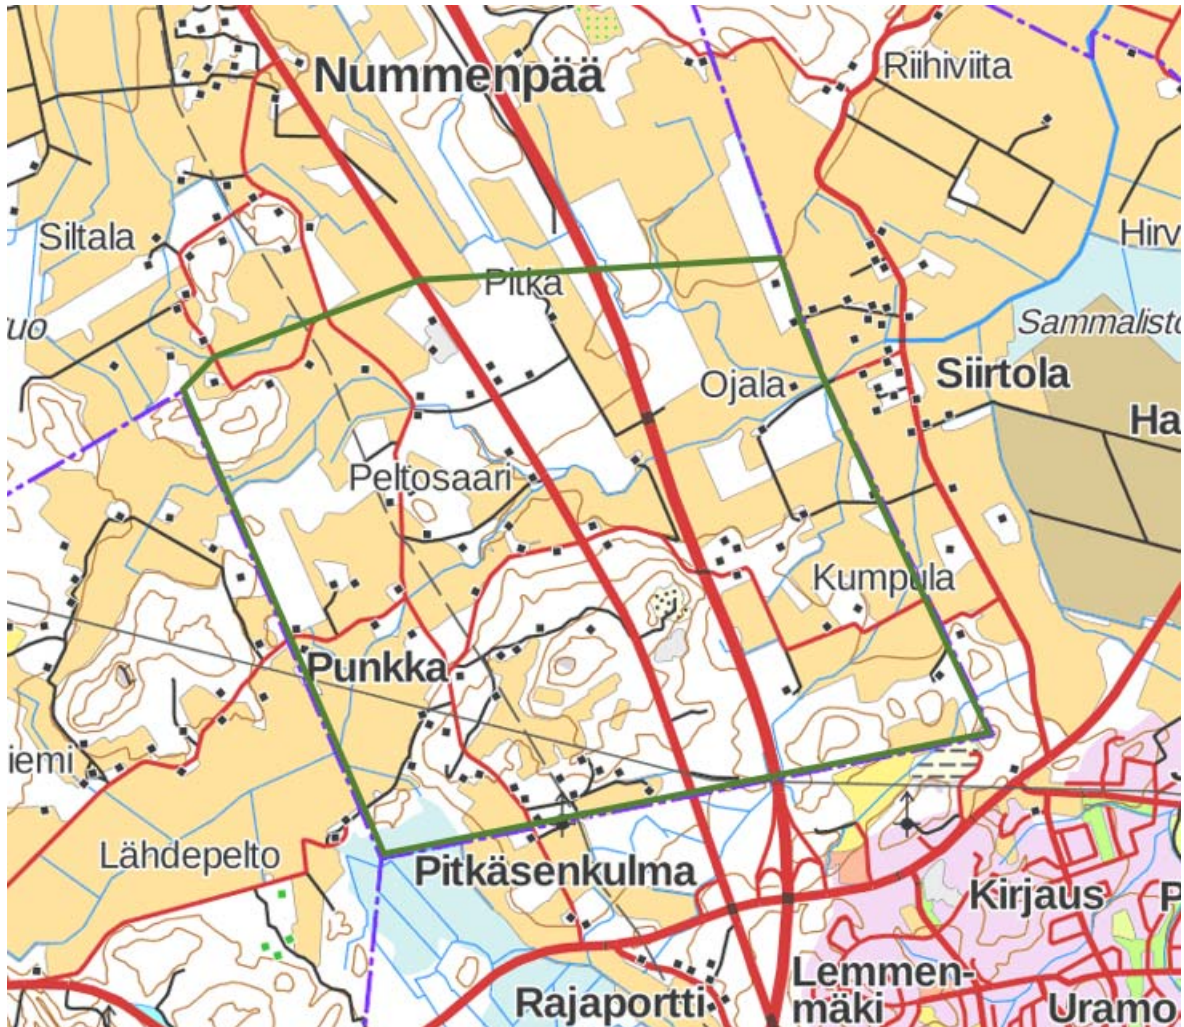 Nummenpää
Riihiviita
Siltala
Hirv
Pitka
uo
Sammalisto
Ojala
Siirtola
Ha
Peltosaari
Kumpula
Punkka
iemi
Lähdepelto
Pitkäsenkulma
Kirjaus
P
Lemmen-
mäki
Rajaportti
Uramo